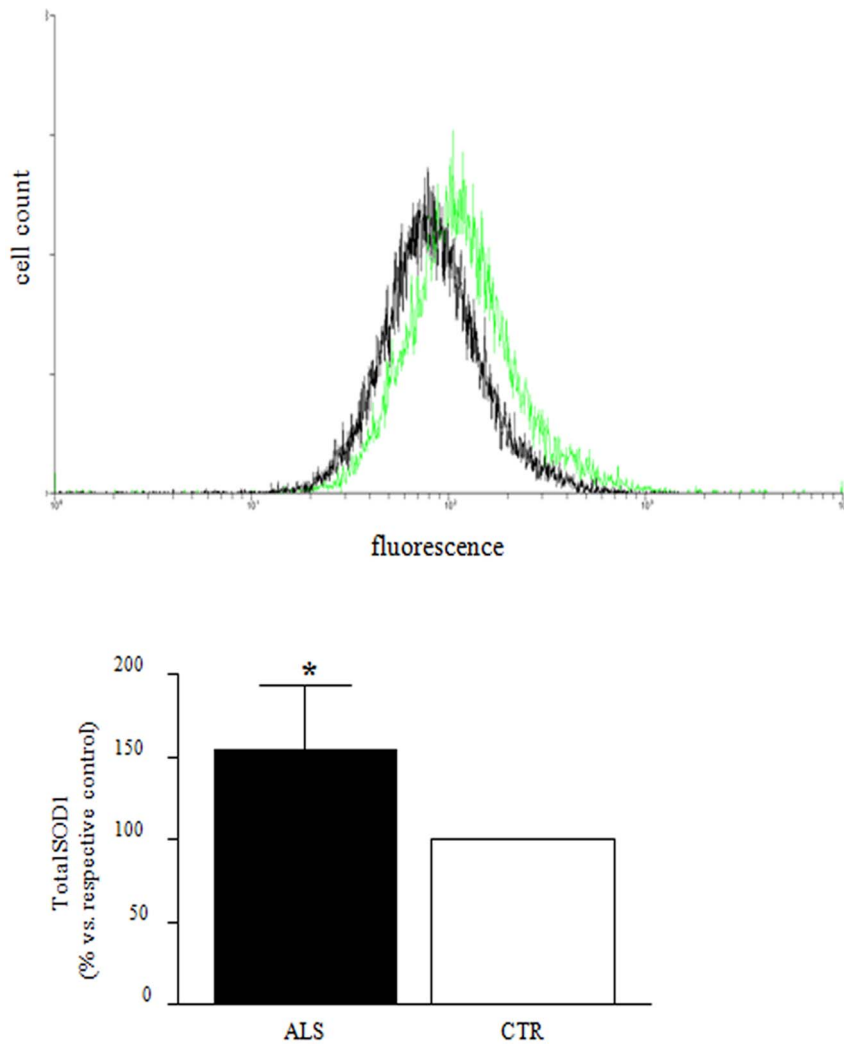 cell count
fluorescence
*
200
150
100
50
0
TotalSOD1
(% vs. respective control)
ALS
CTR